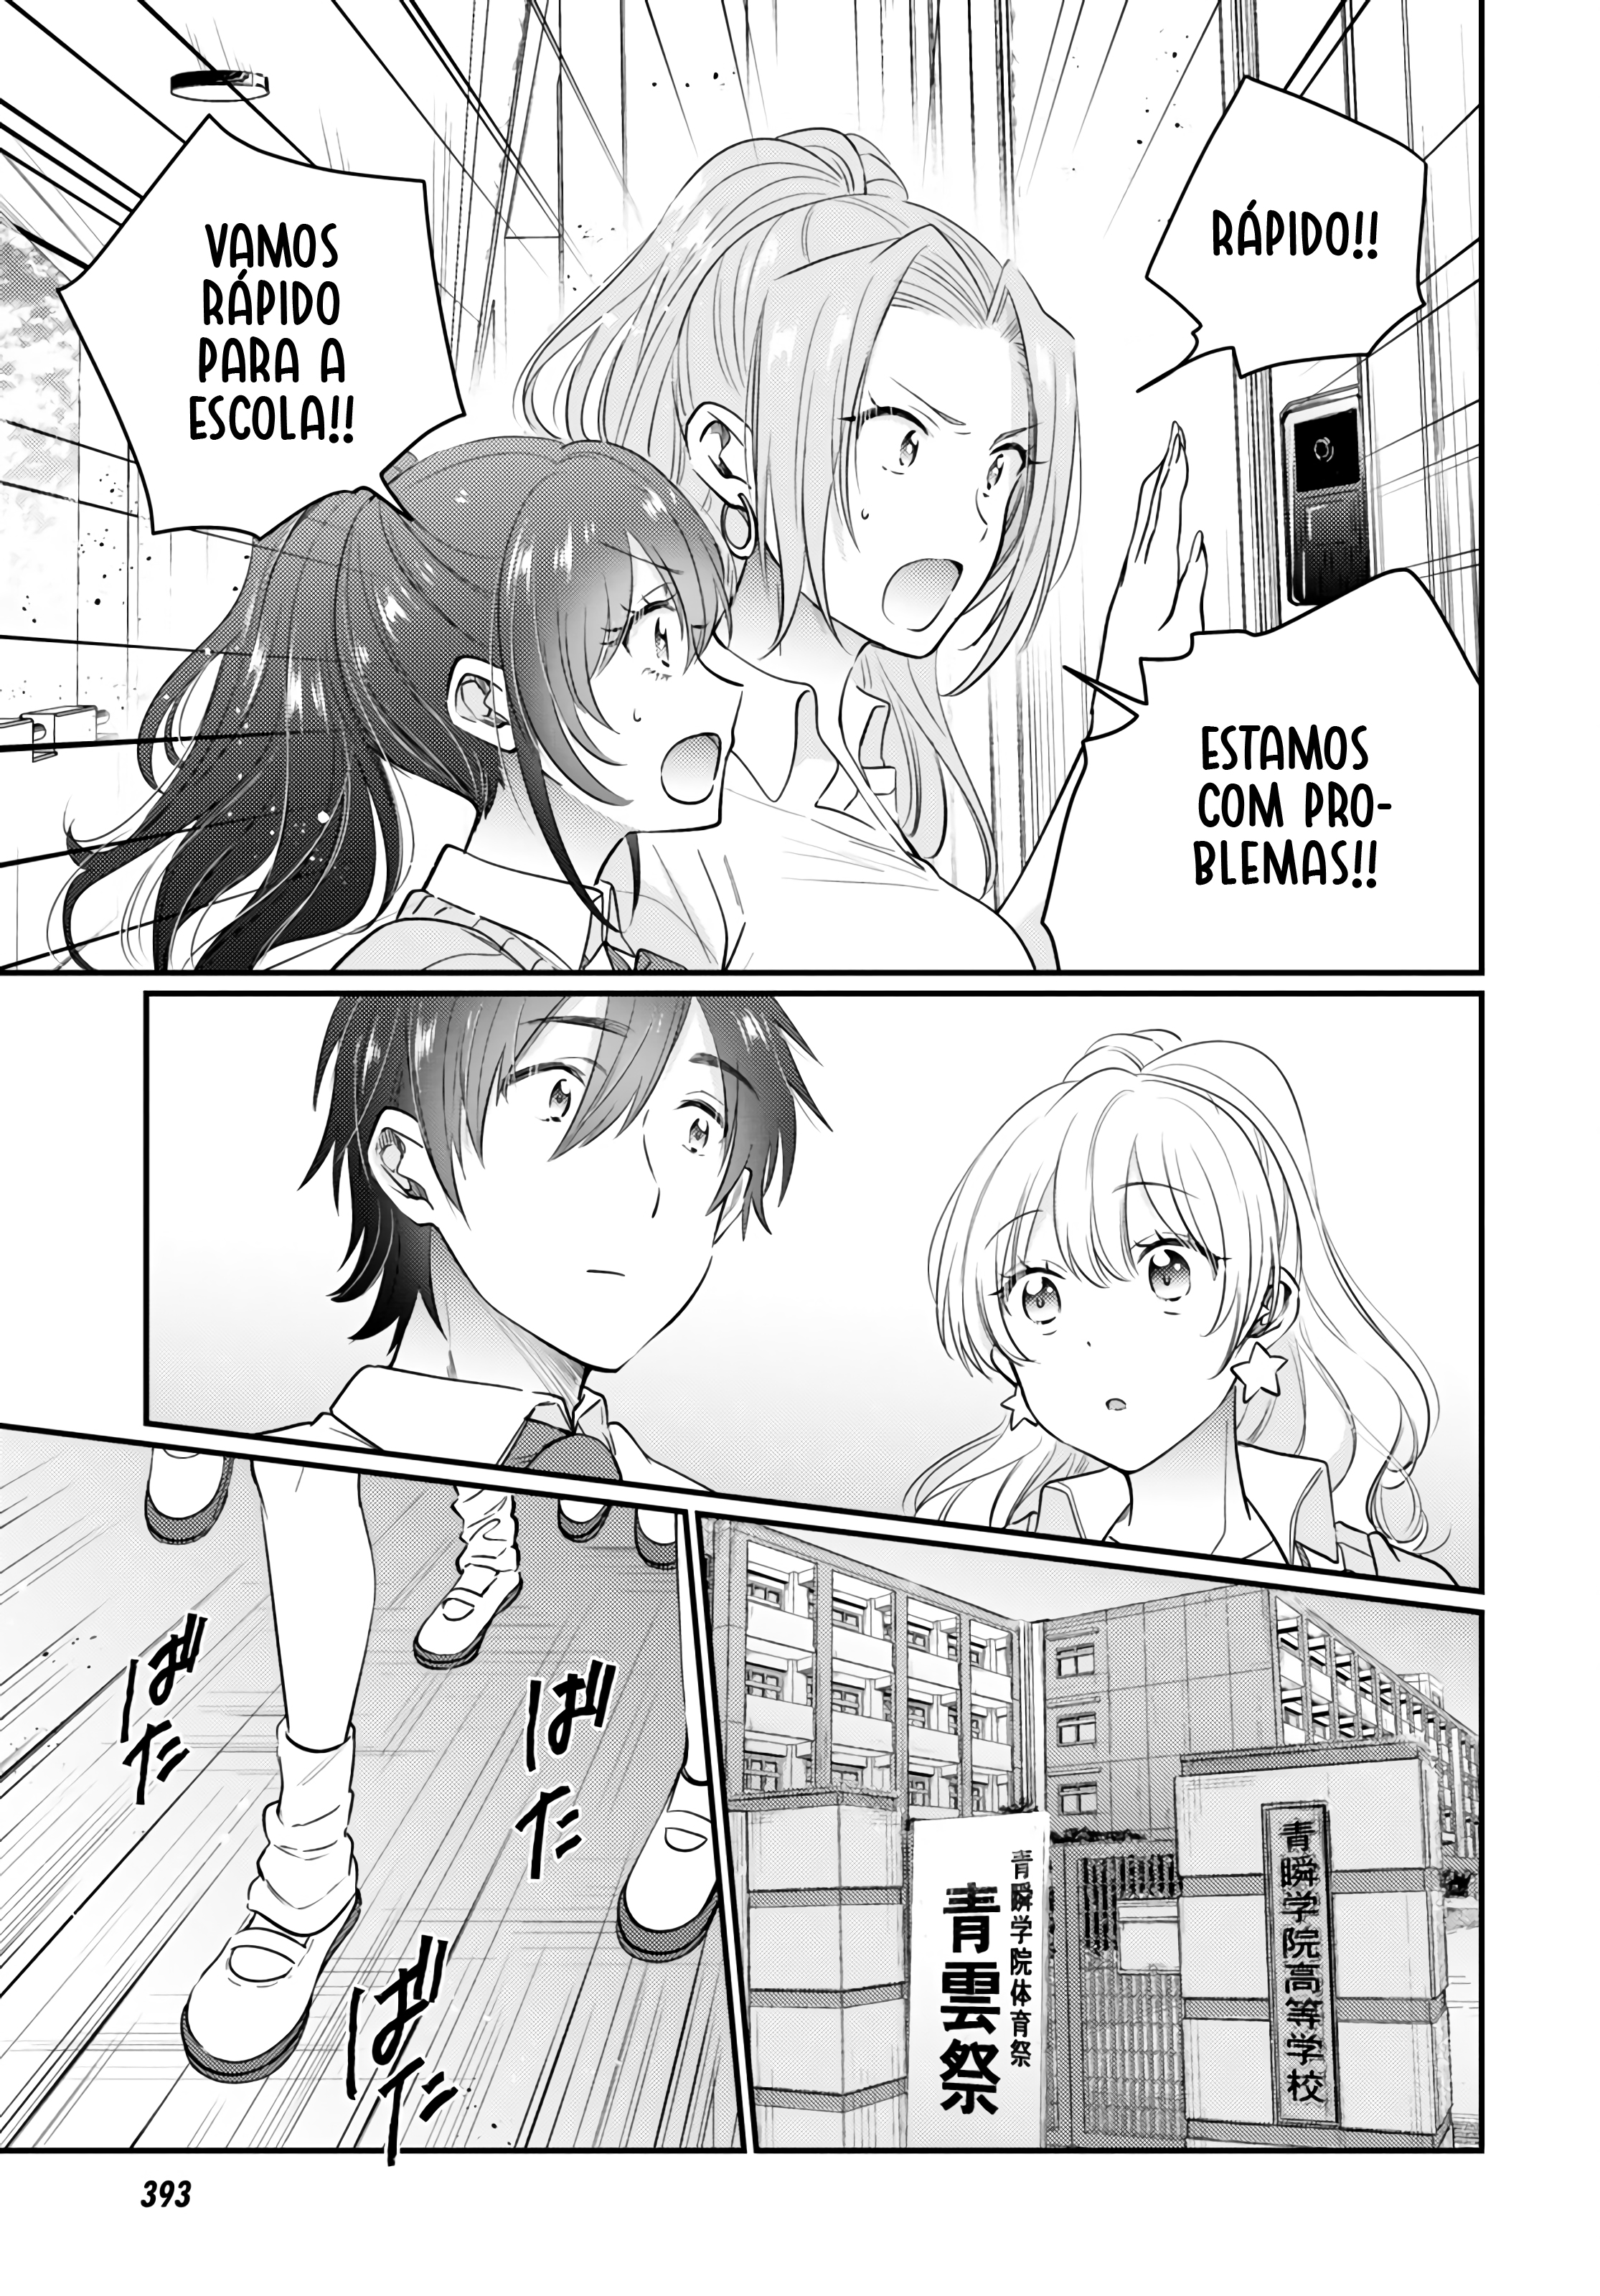 RÁPIDO!!
ESTAMOS
COM PRO-
BLEMAS!!
VAMOS
RÁPIDO
PARA A
ESCOLA!!
青瞬学院高等学校
青瞬学院体育祭
青雲祭
ばた
ばた
ばた
393